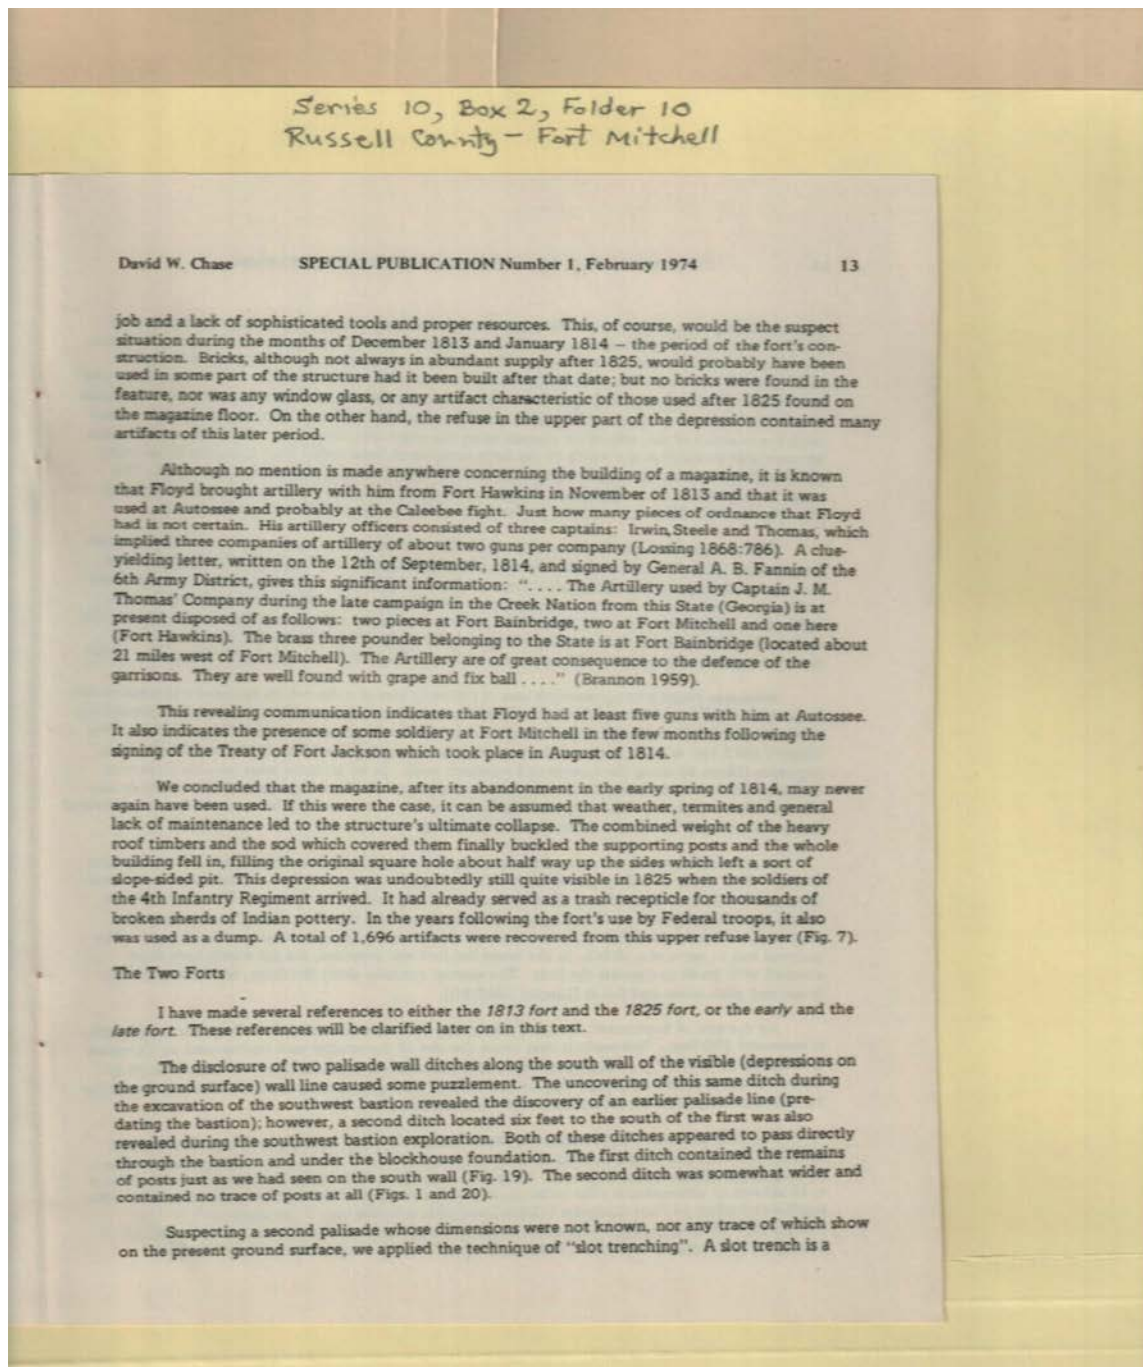 Series 10, Box 2, Folder 10
Russell County - Fort Mitchell
David W. Chase SPECIAL PUBLICATION Number 1, February 1974 13
job and a lack of sophisticated tools and proper resources. This, of course, would be the suspect
situation during the months of December 1813 and January 1814 – the period of the fort's con-
struction. Bricks, although not always in abundant supply after 1825, would probably have been
used in some part of the structure had it been built after that date; but no bricks were found in the
feature, nor was any window glass, or any artifact characteristic of those used after 1825 found on
the magazine floor. On the other hand, the refuse in the upper part of the depression contained many
artifacts of this later period.
Although no mention is made anywhere concerning the building of a magazine, it is known
that Floyd brought artillery with him from Fort Hawkins in November of 1813 and that it was
used at Autossee and probably at the Caleebee fight. Just how many pieces of ordnance that Floyd
had is not certain. His artillery officers consisted of three captains: Irwin, Steele and Thomas, which
implied three companies of artillery of about two guns per company (Lossing 1868:786). A clue-
yielding letter, written on the 12th of September, 1814, and signed by General A. B. Fannin of the
6th Army District, gives this significant information: ". . . . The Artillery used by Captain J. M.
Thomas' Company during the late campaign in the Creek Nation from this State (Georgia) is at
present disposed of as follows: two pieces at Fort Bainbridge, two at Fort Mitchell and one here
(Fort Hawkins). The brass three pounder belonging to the State is at Fort Bainbridge (located about
21 miles west of Fort Mitchell). The Artillery are of great consequence to the defence of the
garrisons. They are well found with grape and fix ball . . . ." (Brannon 1959).
This revealing communication indicates that Floyd had at least five guns with him at Autossee.
It also indicates the presence of some soldiery at Fort Mitchell in the few months following the
signing of the Treaty of Fort Jackson which took place in August of 1814.
We concluded that the magazine, after its abandonment in the early spring of 1814, may never
again have been used. If this were the case, it can be assumed that weather, termites and general
lack of maintenance led to the structure's ultimate collapse. The combined weight of the heavy
roof timbers and the sod which covered them finally buckled the supporting posts and the whole
building fell in, filling the original square hole about half way up the sides which left a sort of
slope-sided pit. This depression was undoubtedly still quite visible in 1825 when the soldiers of
the 4th Infantry Regiment arrived. It had already served as a trash recepticle for thousands of
broken sherds of Indian pottery. In the years following the fort's use by Federal troops, it also
was used as a dump. A total of 1,696 artifacts were recovered from this upper refuse layer (Fig. 7).
The Two Forts
I have made several references to either the 1813 fort and the 1825 fort, or the early and the
late fort. These references will be clarified later on in this text.
The disclosure of two palisade wall ditches along the south wall of the visible (depressions on
the ground surface) wall line caused some puzzlement. The uncovering of this same ditch during
the excavation of the southwest bastion revealed the discovery of an earlier palisade line (pre-
dating the bastion); however, a second ditch located six feet to the south of the first was also
revealed during the southwest bastion exploration. Both of these ditches appeared to pass directly
through the bastion and under the blockhouse foundation. The first ditch contained the remains
of posts just as we had seen on the south wall (Fig. 19). The second ditch was somewhat wider and
contained no trace of posts at all (Figs. 1 and 20).
Suspecting a second palisade whose dimensions were not known, nor any trace of which show
on the present ground surface, we applied the technique of "slot trenching". A slot trench is a